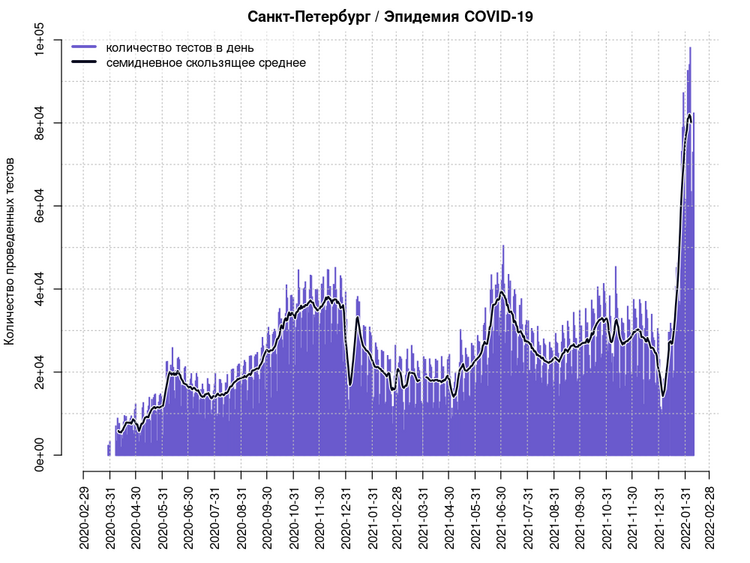 Санкт-Петербург / Эпидемия COVID-19
количество тестов в день
семидневное скользящее среднее
Количество проведенных тестов
1e+05
8e+04
6e+04
4e+04
2e+04
0e+00
2020-02-29
2020-03-31
2020-04-30
2020-05-31
2020-06-30
2020-07-31
2020-08-31
2020-09-30
2020-10-31
2020-11-30
2020-12-31
2021-01-31
2021-02-28
2021-03-31
2021-04-30
2021-05-31
2021-06-30
2021-07-31
2021-08-31
2021-09-30
2021-10-31
2021-11-30
2021-12-31
2022-01-31
2022-02-28